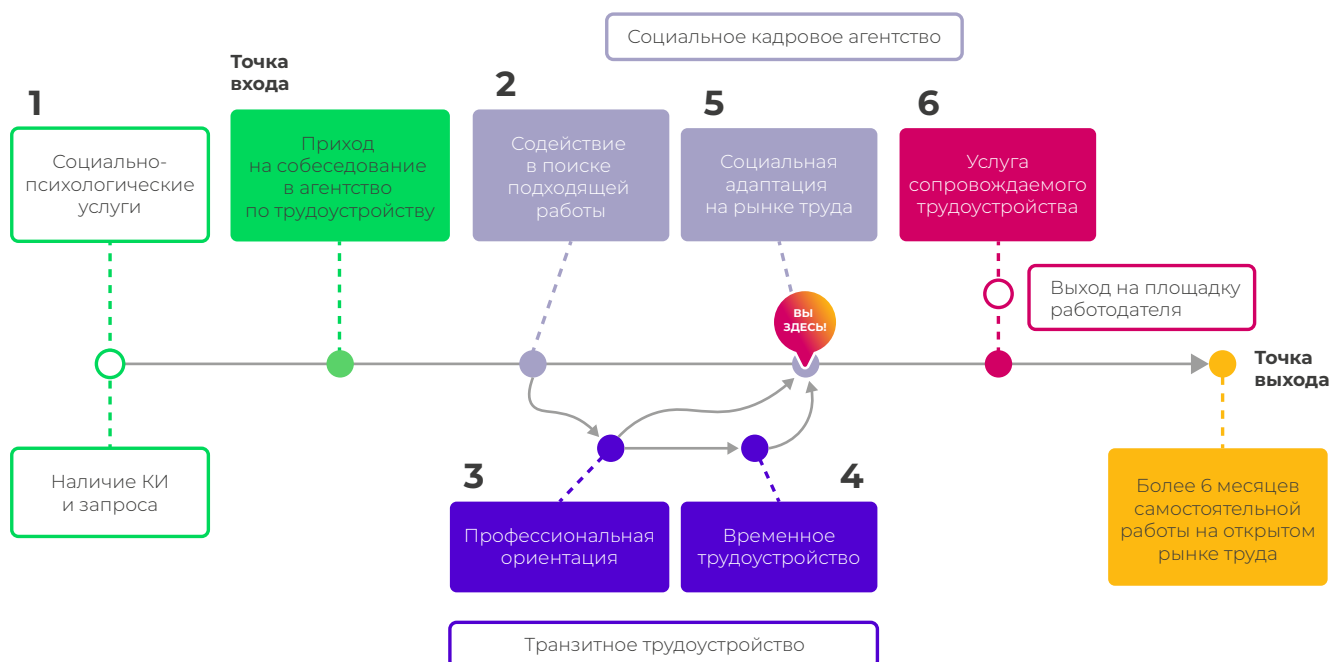 Социальное кадровое агентство
Точка
входа
1
2
5
6
Социально-
психологические
услуги
Приход
на собеседование
в агентство
по трудоустройству
Содействие
в поиске
подходящей
работы
Социальная
адаптация
на рынке труда
Услуга
сопровождаемого
трудоустройства
Выход на площадку
работодателя
ВЫ
ЗДЕСЬ!
Точка
выхода
Наличие КИ
и запроса
3
4
Профессиональная
ориентация
Временное
трудоустройство
Более 6 месяцев
самостоятельной
работы на открытом
рынке труда
Транзитное трудоустройство